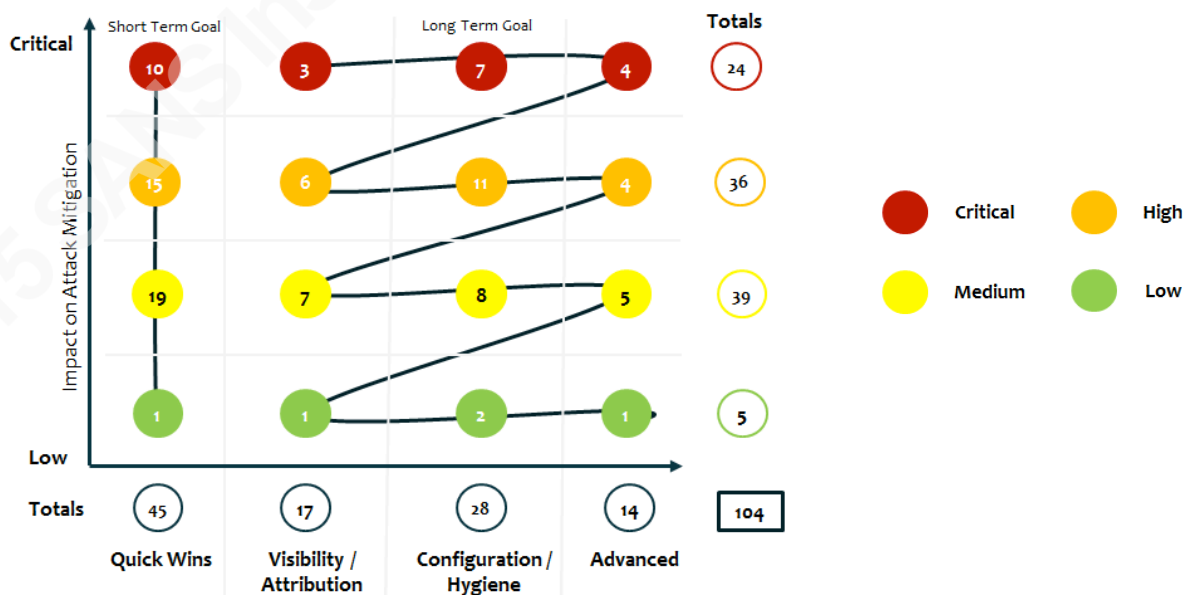 Totals
Short Term Goal
Long Term Goal
Critical
10
3
7
4
24
Impact on Attack Mitigation
15
6
11
4
36
Critical
High
19
7
8
5
39
Medium
Low
1
1
2
1
5
Low
Totals
45
17
28
14
104
Quick Wins
Visibility /
Attribution
Configuration /
Hygiene
Advanced